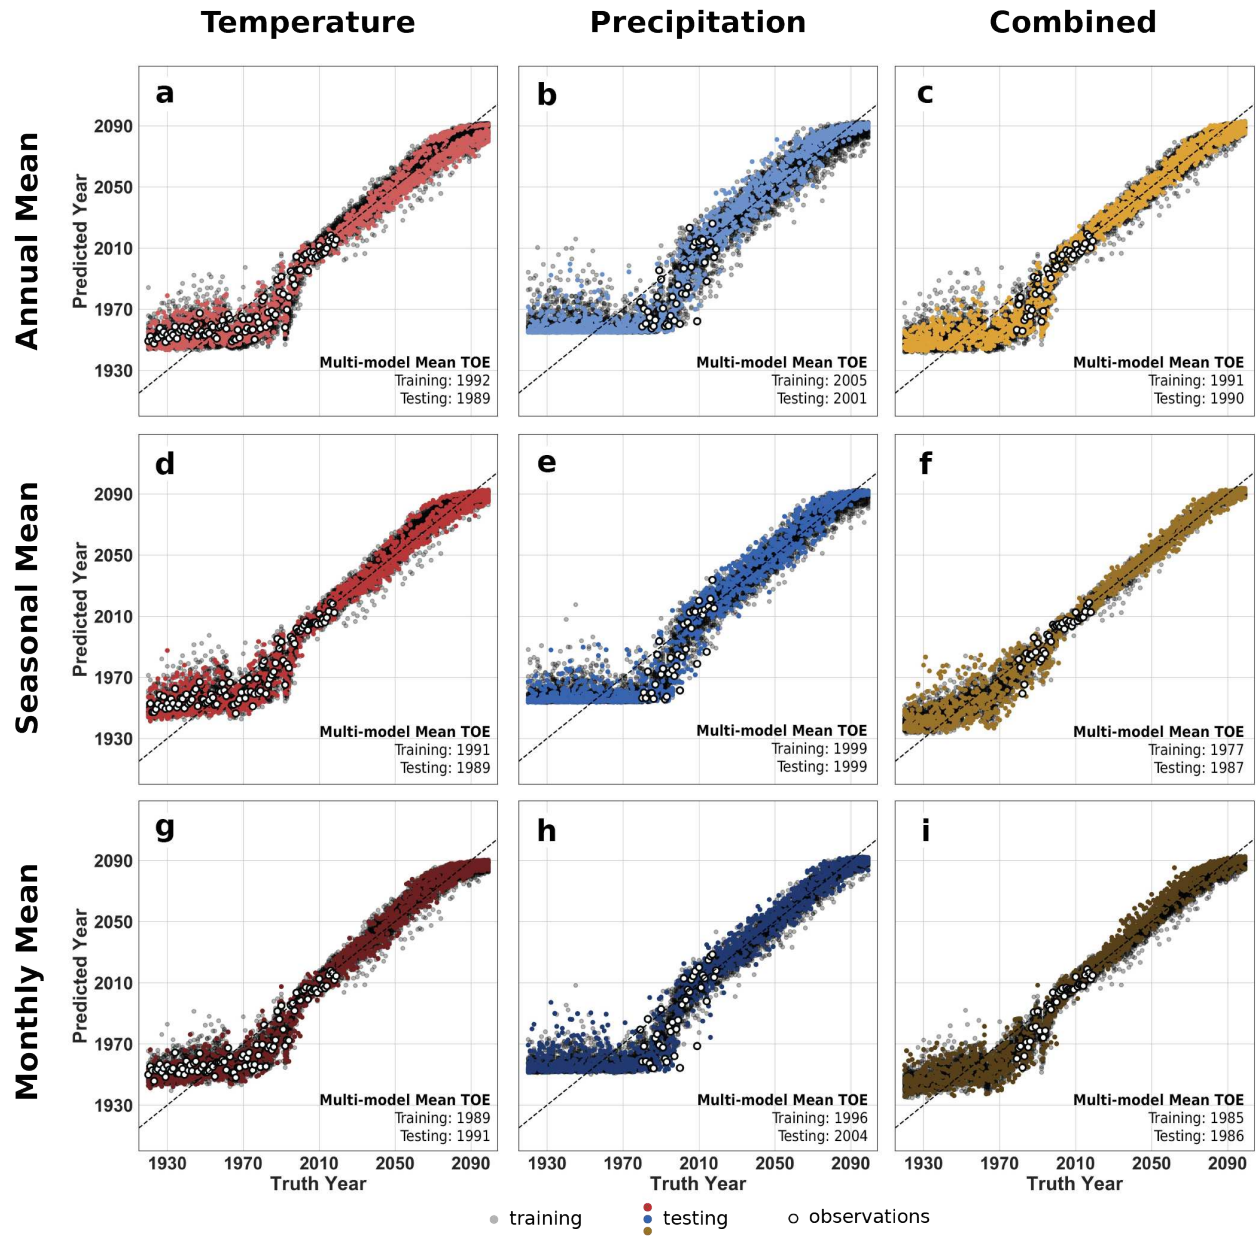 Temperature Precipitation Combined
Annual Mean
Predicted Year
2090
2050
2010
1970
1930
a
Multi-model Mean TOE
Training: 1992
Testing: 1989
b
Multi-model Mean TOE
Training: 2005
Testing: 2001
c
Multi-model Mean TOE
Training: 1991
Testing: 1990
Seasonal Mean
Predicted Year
2090
2050
2010
1970
1930
d
Multi-model Mean TOE
Training: 1991
Testing: 1989
e
Multi-model Mean TOE
Training: 1999
Testing: 1999
f
Multi-model Mean TOE
Training: 1977
Testing: 1987
Monthly Mean
Predicted Year
2090
2050
2010
1970
1930
g
Multi-model Mean TOE
Training: 1989
Testing: 1991
h
Multi-model Mean TOE
Training: 1996
Testing: 2004
i
Multi-model Mean TOE
Training: 1985
Testing: 1986
1930 1970 2010 2050 2090 1930 1970 2010 2050 2090 1930 1970 2010 2050 2090
Truth Year Truth Year Truth Year
training testing observations